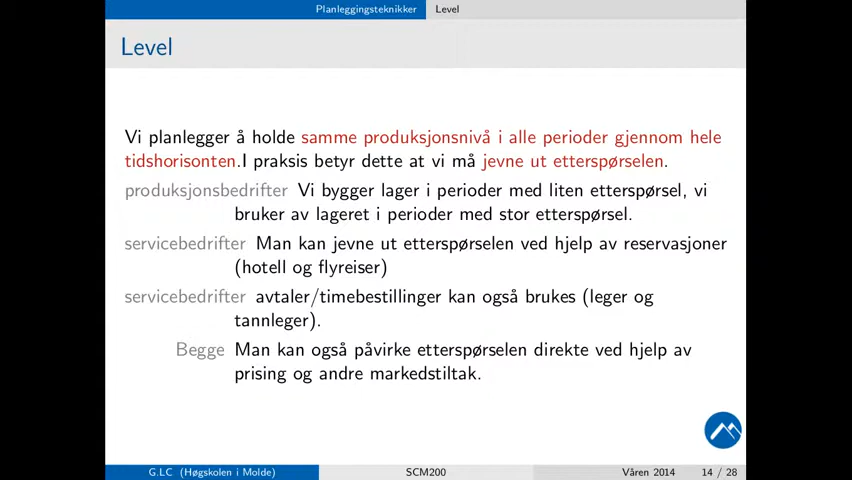 Planleggingsteknikker Level
Level
Vi planlegger å holde samme produksjonsnivå i alle perioder gjennom hele
tidshorisonten.I praksis betyr dette at vi må jevne ut etterspørselen.
produksjonsbedrifter Vi bygger lager i perioder med liten etterspørsel, vi
bruker av lageret i perioder med stor etterspørsel.
servicebedrifter Man kan jevne ut etterspørselen ved hjelp av reservasjoner
(hotell og flyreiser)
servicebedrifter avtaler/timebestillinger kan også brukes (leger og
tannleger).
Begge Man kan også påvirke etterspørselen direkte ved hjelp av
prising og andre markedstiltak.
G.LC (Høgskolen i Molde) SCM200 Våren 2014 14 / 28